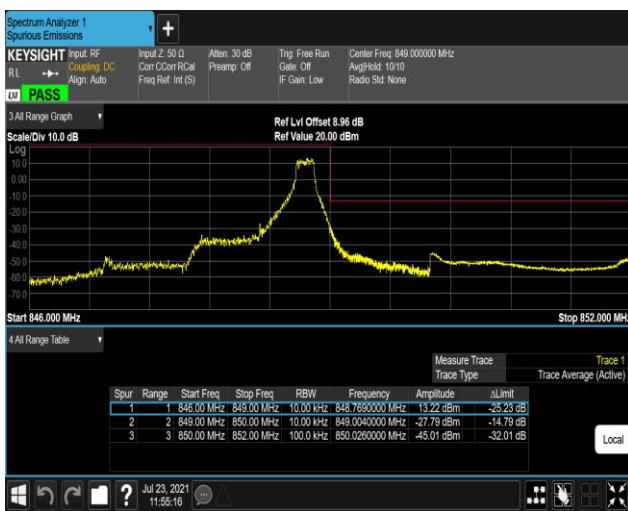 Spectrum Analyzer 1
Spurious Emissions
+
KEYSIGHT Input: RF Input Z: 50 Ω Atten: 30 dB Trig: Free Run Center Freq: 849.000000 MHz
RL Coupling: DC Corr CCorr RCal Preamp: Off Gate: Off Avg|Hold: 10/10
Align: Auto Freq Ref: Int (S) IF Gain: Low Radio Std: None
LXI PASS
3 All Range Graph
Ref Lvl Offset 8.96 dB
Scale/Div 10.0 dB Ref Value 20.00 dBm
Log
10.0
0.00
-10.0
-20.0
-30.0
-40.0
-50.0
-60.0
-70.0
Start 846.000 MHz Stop 852.000 MHz
4 All Range Table
Measure Trace Trace 1
Trace Type Trace Average (Active)
Spur Range Start Freq Stop Freq RBW Frequency Amplitude ΔLimit
1 1 846.00 MHz 849.00 MHz 10.00 kHz 848.7690000 MHz 13.22 dBm -25.23 dB
2 2 849.00 MHz 850.00 MHz 10.00 kHz 849.0040000 MHz -27.79 dBm -14.79 dB
3 3 850.00 MHz 852.00 MHz 100.0 kHz 850.0260000 MHz -45.01 dBm -32.01 dB
Local
? Jul 23, 2021
11:55:16